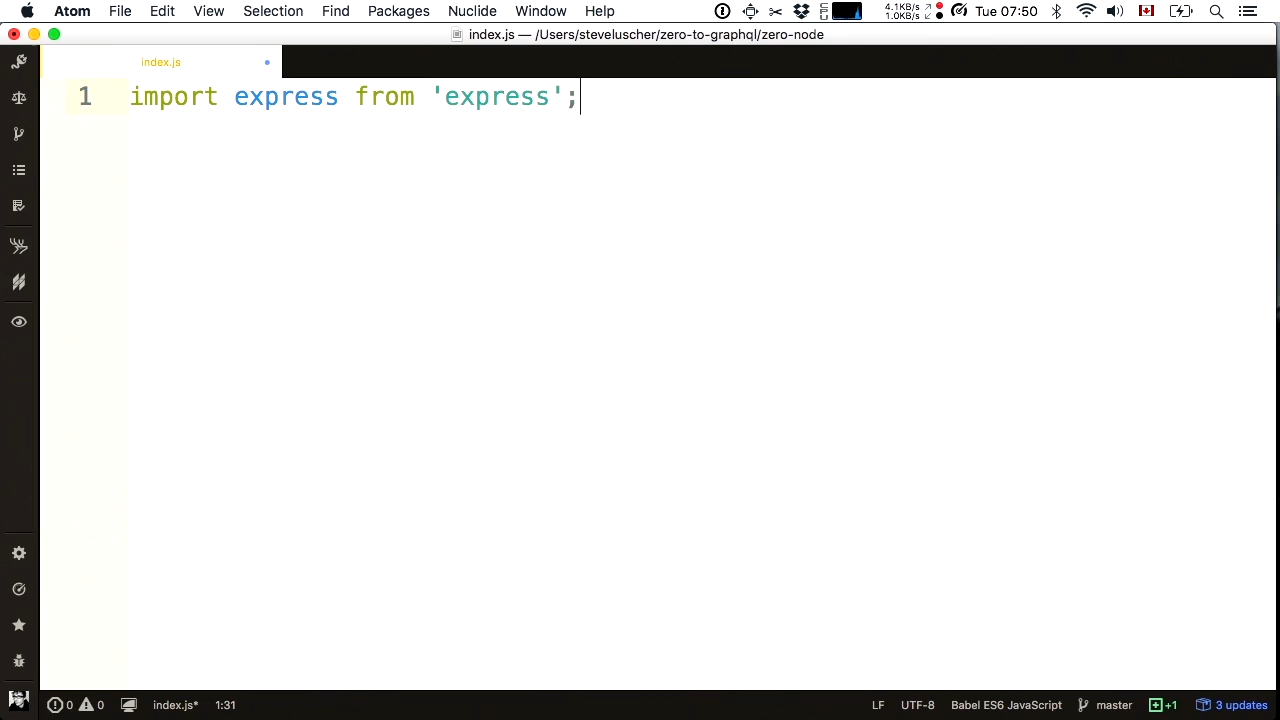 Atom File Edit View Selection Find Packages Nuclide Window Help 4.1KB/s 1.0KB/s Tue 07:50
index.js — /Users/steveluscher/zero-to-graphql/zero-node
index.js
1 import express from 'express';
0 0 index.js* 1:31 LF UTF-8 Babel ES6 JavaScript master +1 3 updates